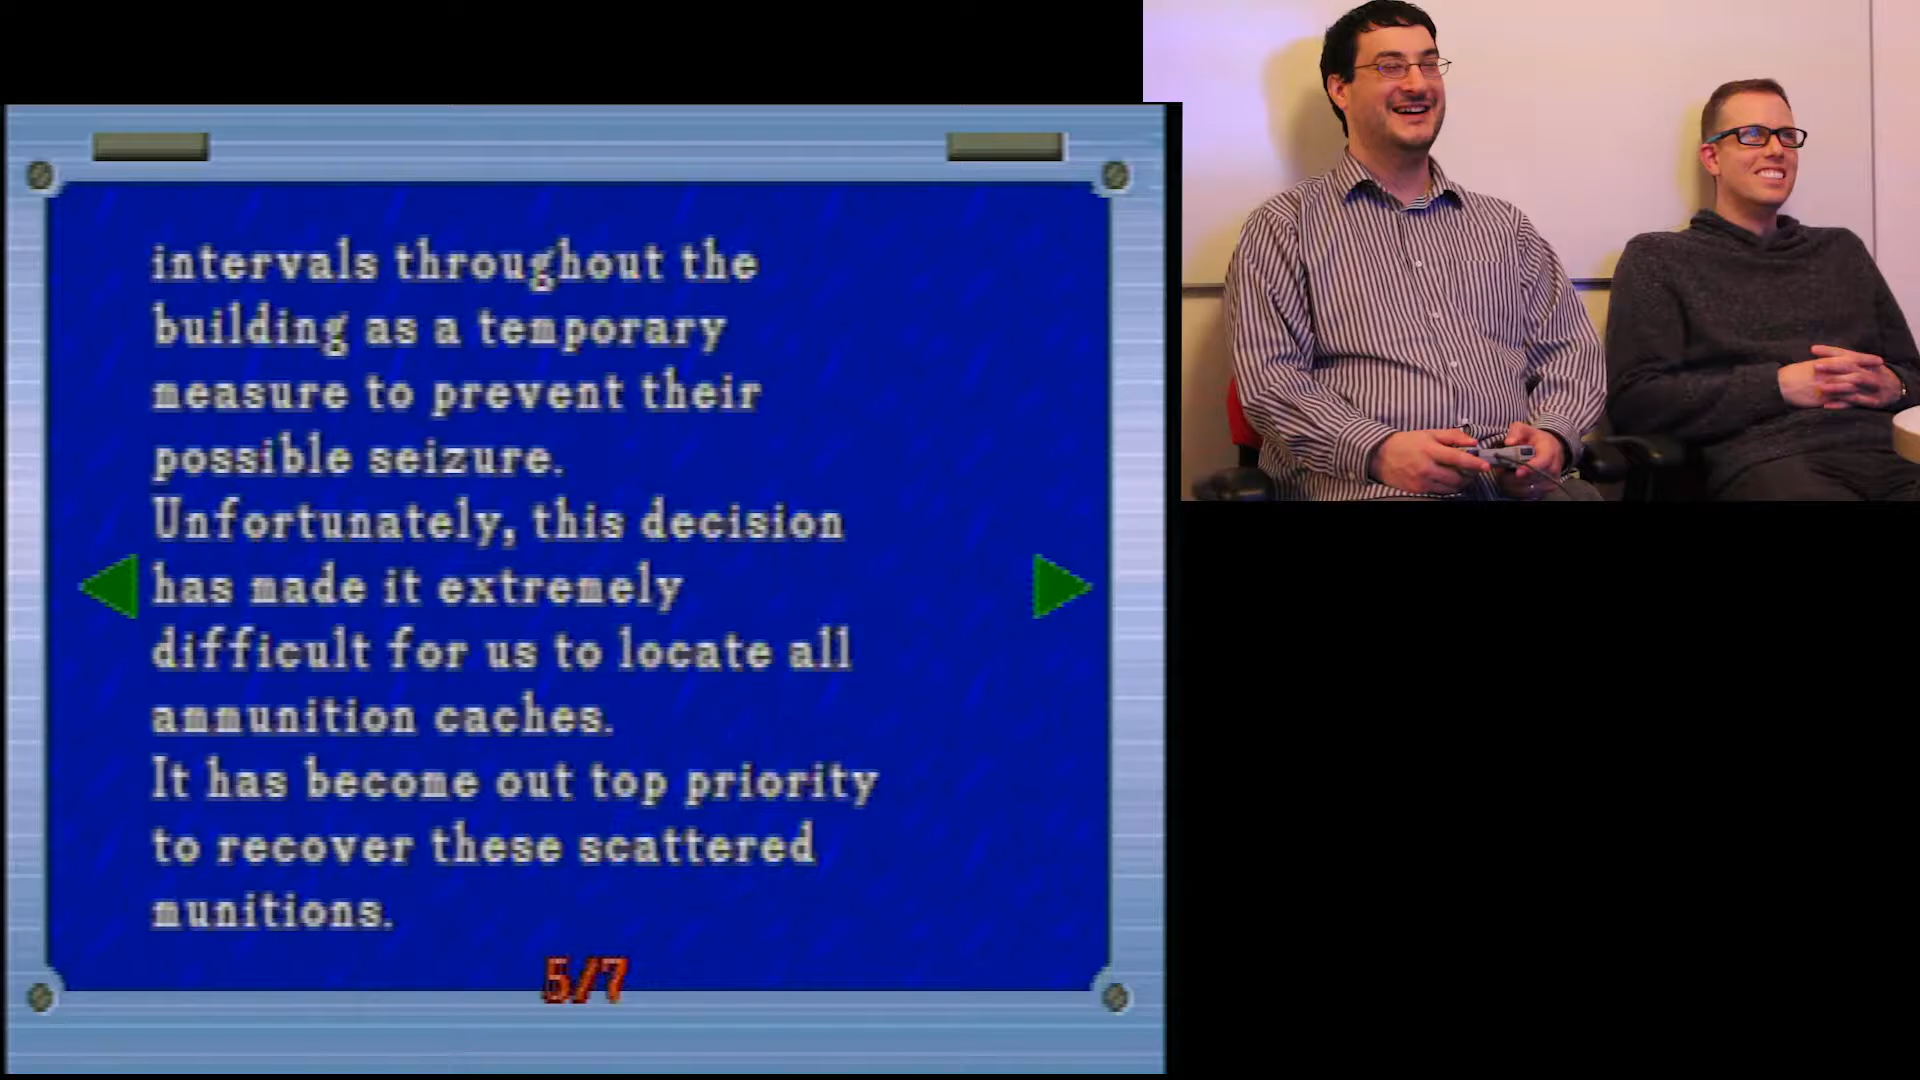 intervals throughout the
building as a temporary
measure to prevent their
possible seizure.
Unfortunately, this decision
has made it extremely
difficult for us to locate all
ammunition caches.
It has become out top priority
to recover these scattered
munitions.
5/7